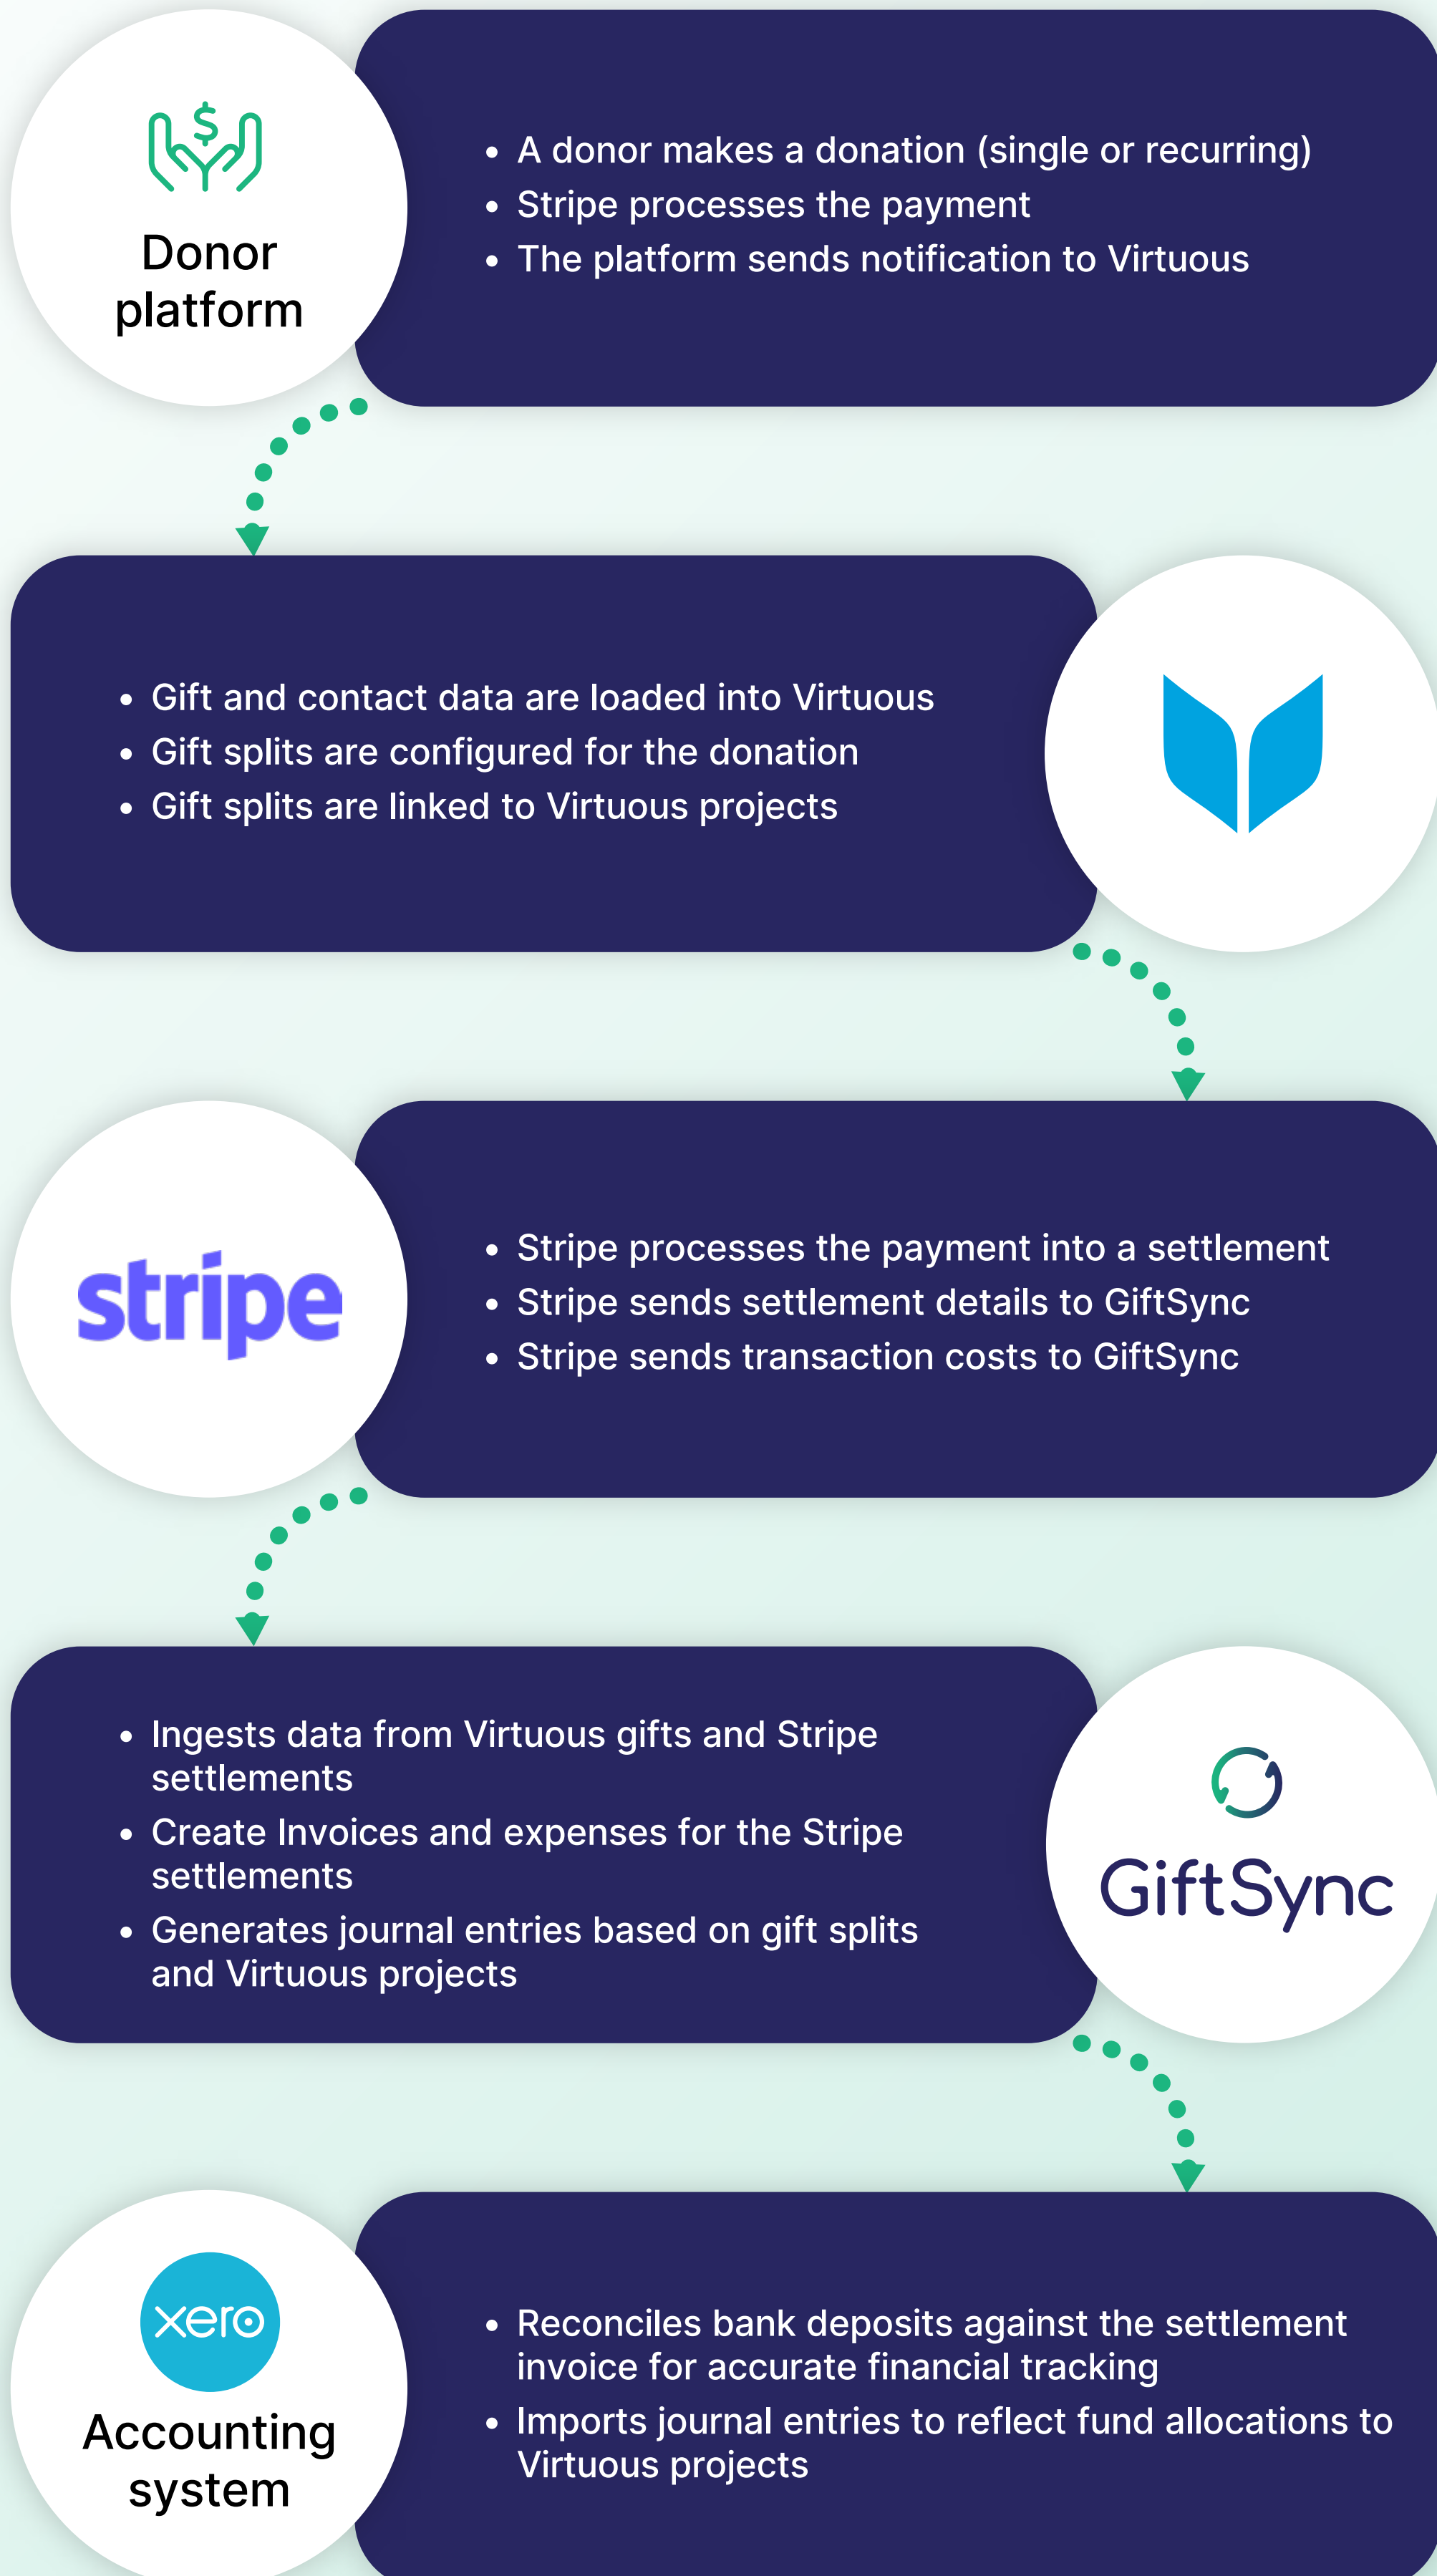 Donor
platform
• A donor makes a donation (single or recurring)
• Stripe processes the payment
• The platform sends notification to Virtuous
• Gift and contact data are loaded into Virtuous
• Gift splits are configured for the donation
• Gift splits are linked to Virtuous projects
stripe
• Stripe processes the payment into a settlement
• Stripe sends settlement details to GiftSync
• Stripe sends transaction costs to GiftSync
• Ingests data from Virtuous gifts and Stripe
settlements
• Create Invoices and expenses for the Stripe
settlements
• Generates journal entries based on gift splits
and Virtuous projects
GiftSync
xero
Accounting
system
• Reconciles bank deposits against the settlement
invoice for accurate financial tracking
• Imports journal entries to reflect fund allocations to
Virtuous projects